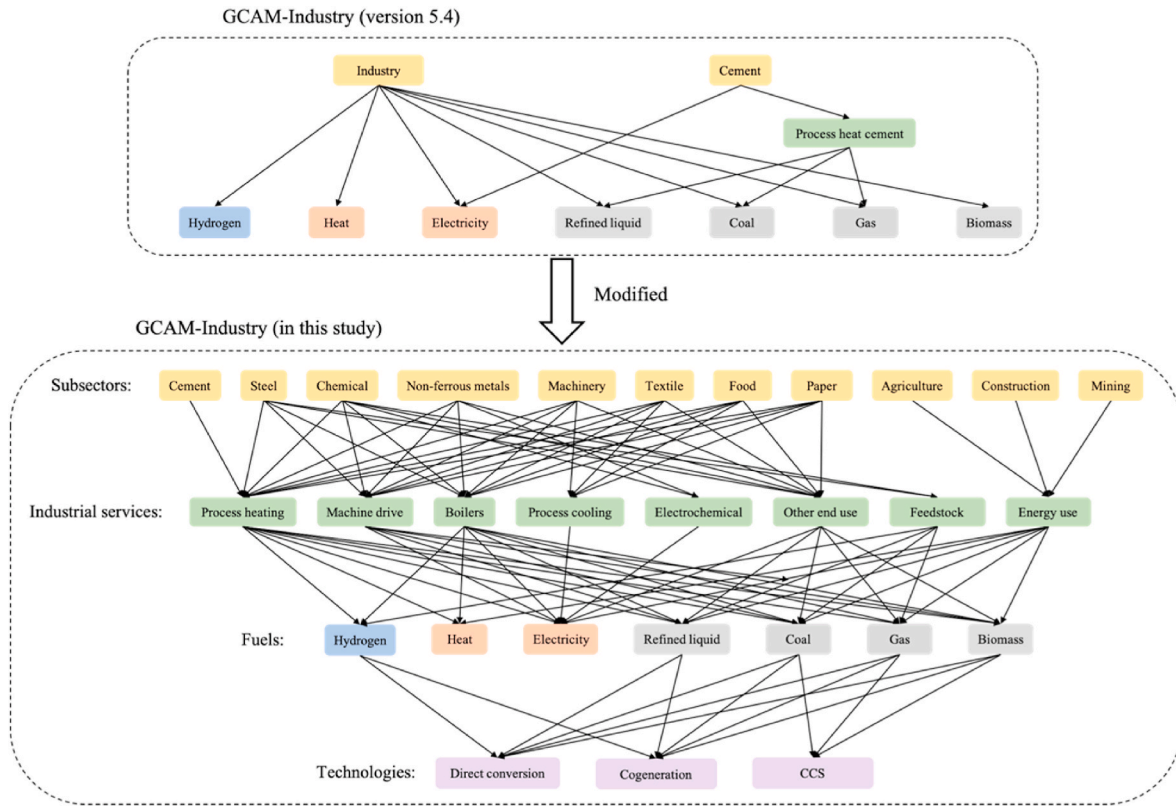 GCAM-Industry (version 5.4)
Industry
Cement
Process heat cement
Hydrogen
Heat
Electricity
Refined liquid
Coal
Gas
Biomass
Modified
GCAM-Industry (in this study)
Subsectors:
Cement
Steel
Chemical
Non-ferrous metals
Machinery
Textile
Food
Paper
Agriculture
Construction
Mining
Industrial services:
Process heating
Machine drive
Boilers
Process cooling
Electrochemical
Other end use
Feedstock
Energy use
Fuels:
Hydrogen
Heat
Electricity
Refined liquid
Coal
Gas
Biomass
Technologies:
Direct conversion
Cogeneration
CCS